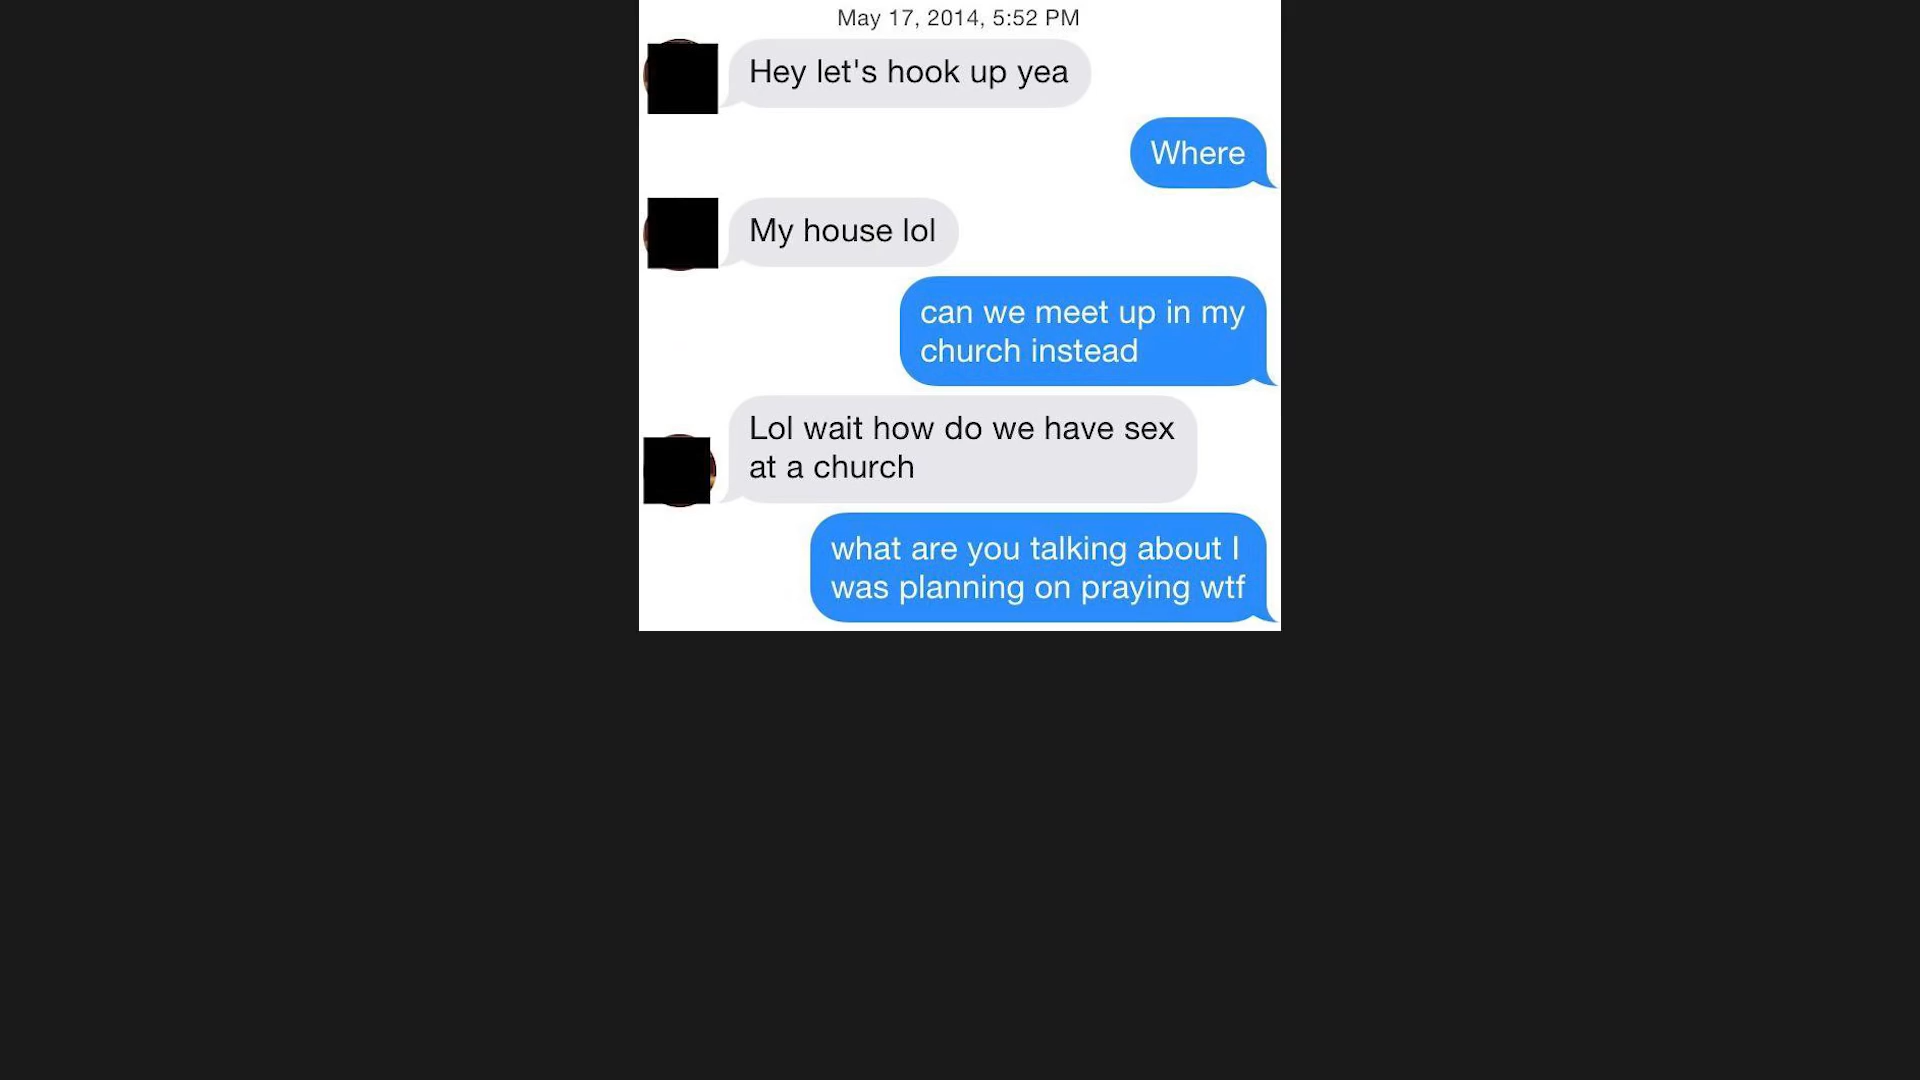 May 17, 2014, 5:52 PM
Hey let's hook up yea
Where
My house lol
can we meet up in my
church instead
Lol wait how do we have sex
at a church
what are you talking about I
was planning on praying wtf